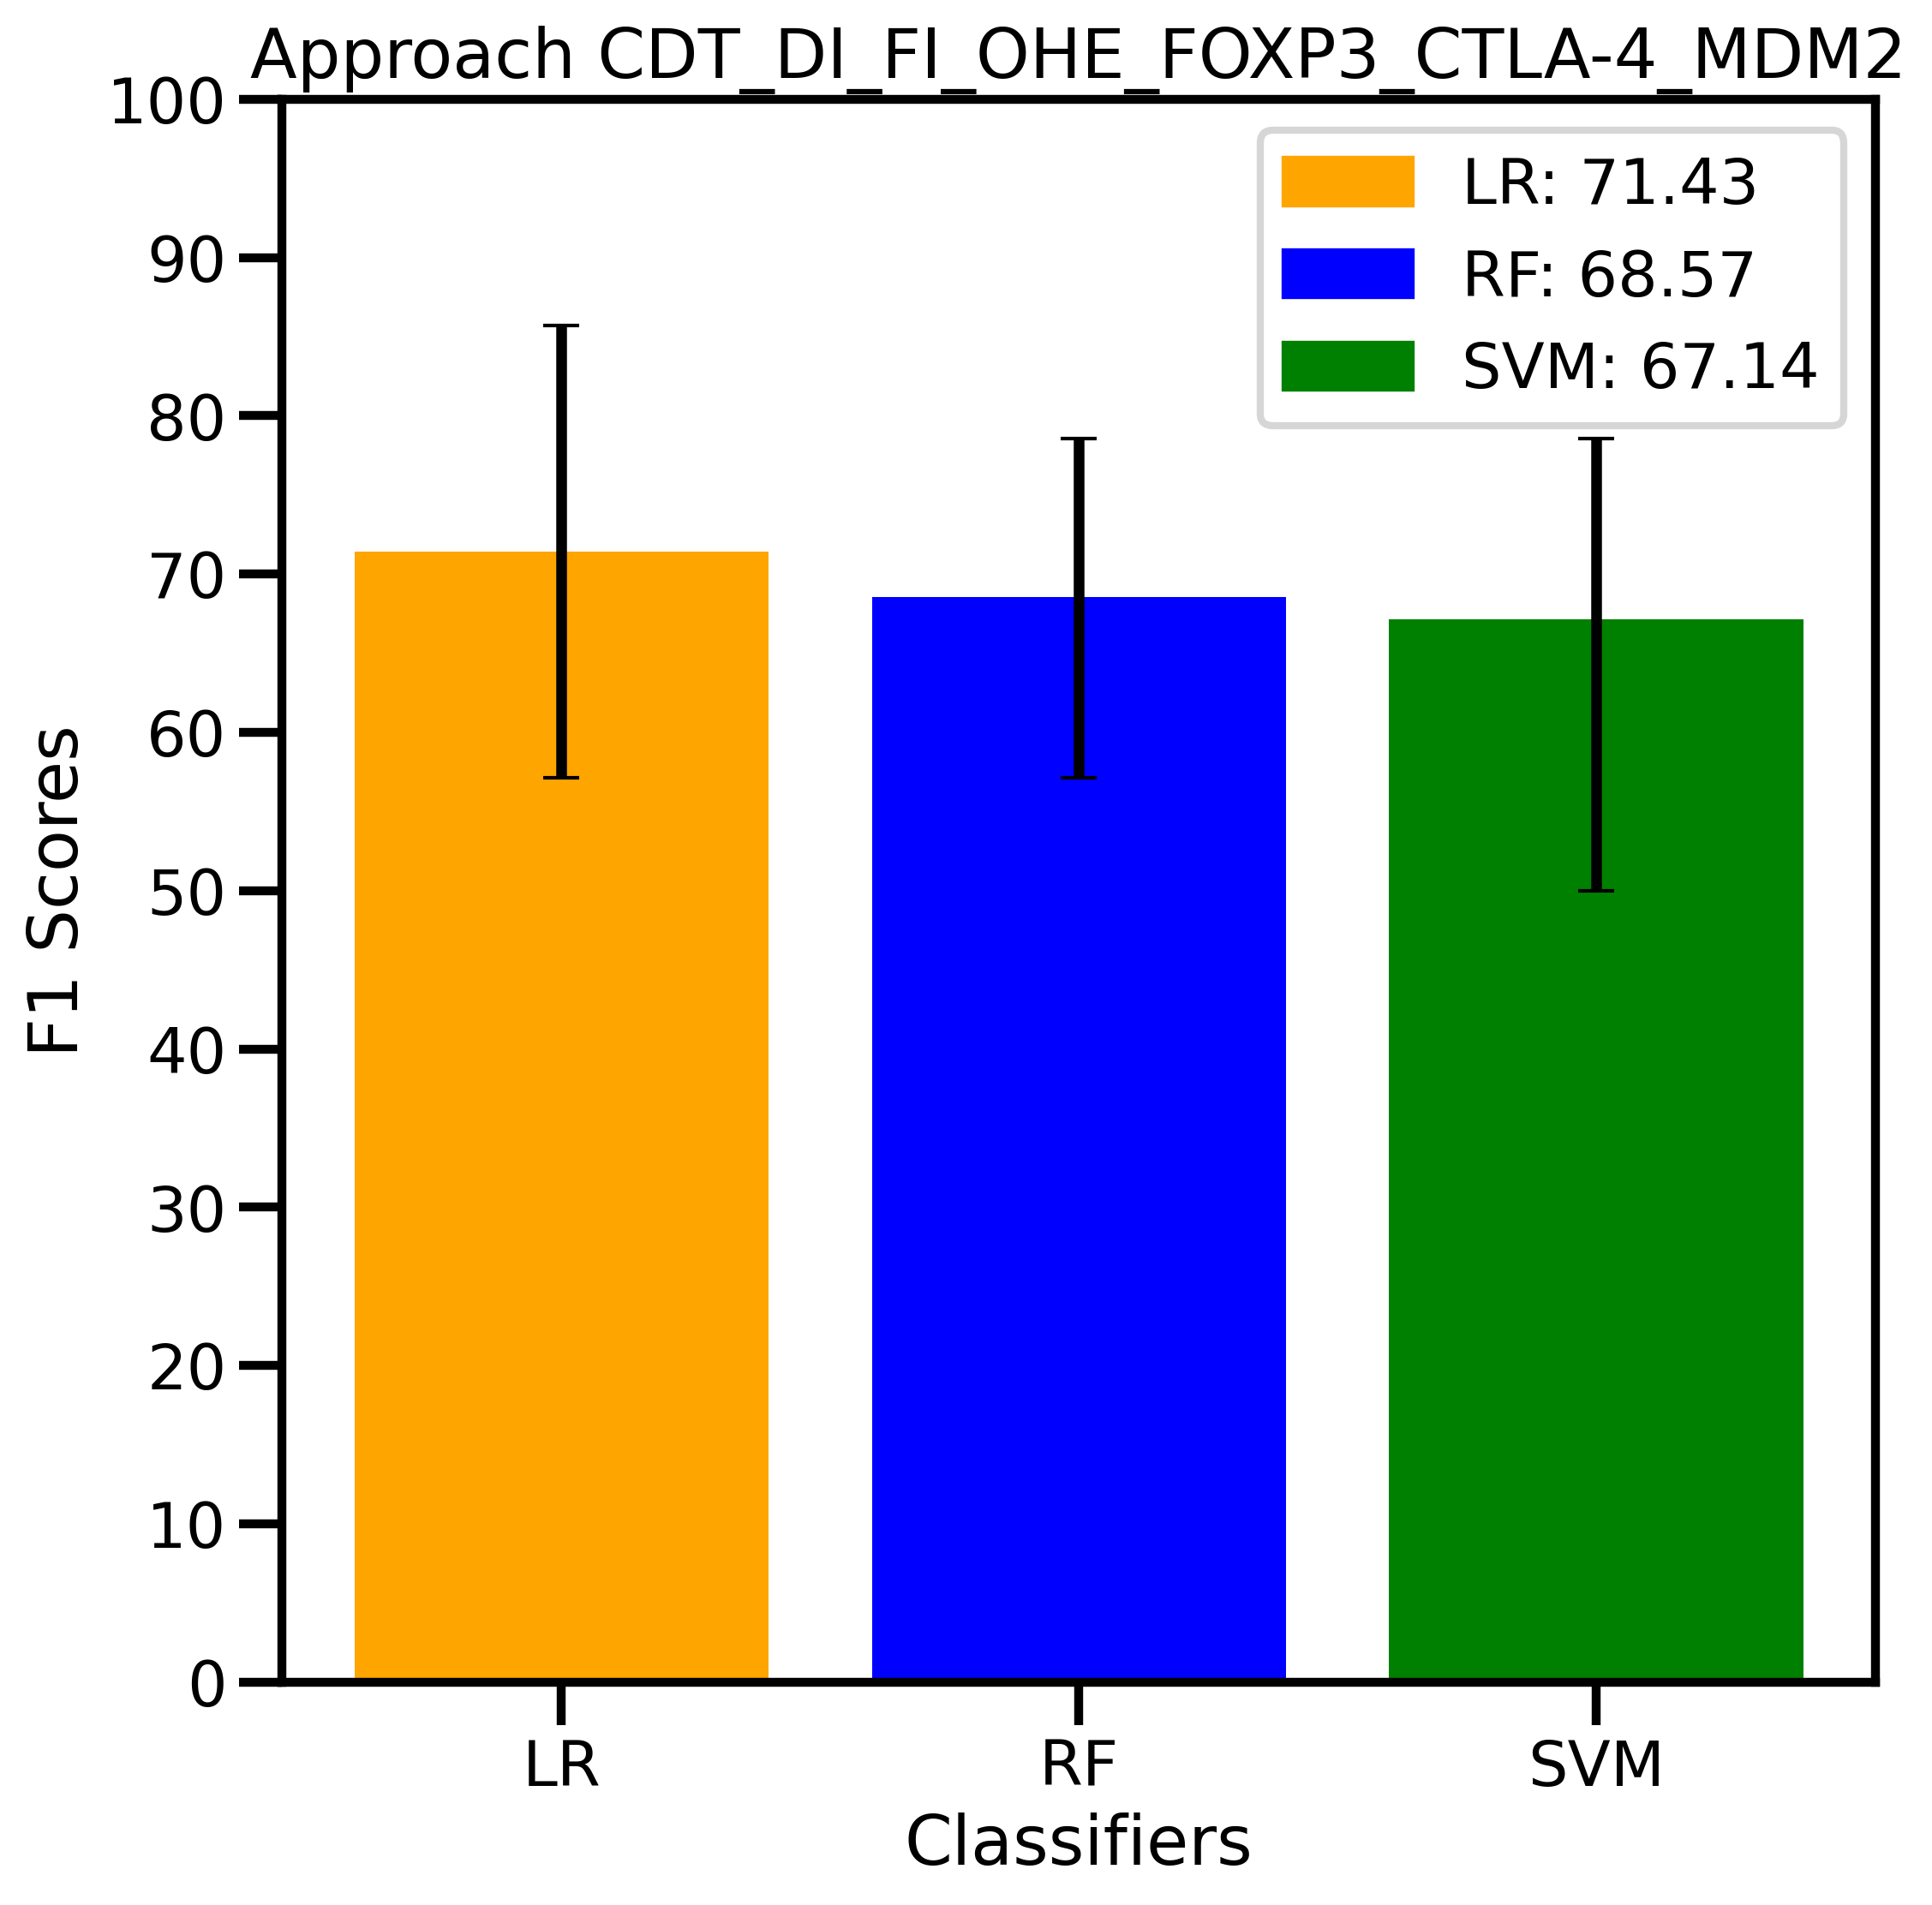 Approach CDT_DI_FI_OHE_FOXP3_CTLA-4_MDM2
LR: 71.43
RF: 68.57
SVM: 67.14
F1 Scores
100
90
80
70
60
50
40
30
20
10
0
LR
RF
SVM
Classifiers